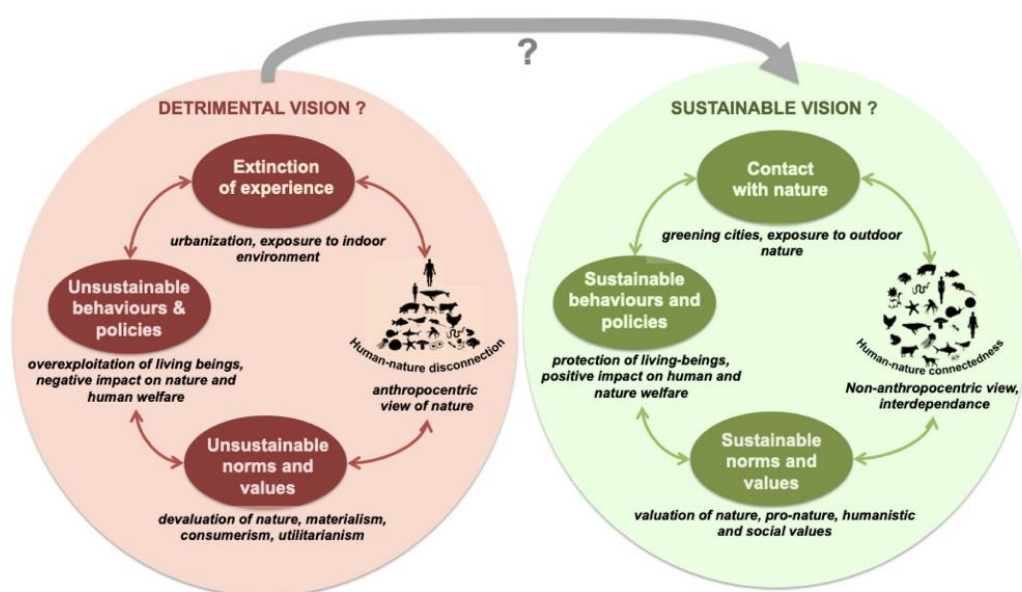 ?
DETRIMENTAL VISION ?
Extinction
of experience
urbanization, exposure to indoor
environment
Unsustainable
behaviours &
policies
overexploitation of living beings,
negative impact on nature and
human welfare
Human-nature disconnection
anthropocentric
view of nature
Unsustainable
norms and
values
devaluation of nature, materialism,
consumerism, utilitarianism
SUSTAINABLE VISION ?
Contact
with nature
greening cities, exposure to outdoor
nature
Sustainable
behaviours and
policies
protection of living-beings,
positive impact on human and
nature welfare
Human-nature connectedness
Non-anthropocentric view,
interdependance
Sustainable
norms and
values
valuation of nature, pro-nature, humanistic
and social values